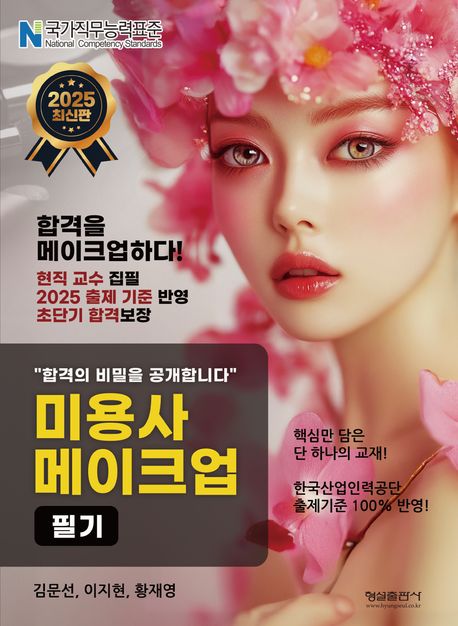 국가직무능력표준
National Competency Standards
2025
최신판
합격을
메이크업하다!
현직 교수 집필
2025 출제 기준 반영
초단기 합격보장
"합격의 비밀을 공개합니다"
미용사
메이크업
필기
핵심만 담은
단 하나의 교재!
한국산업인력공단
출제기준 100% 반영!
김문선, 이지현, 황재영
형설출판사
www.hyungseul.co.kr